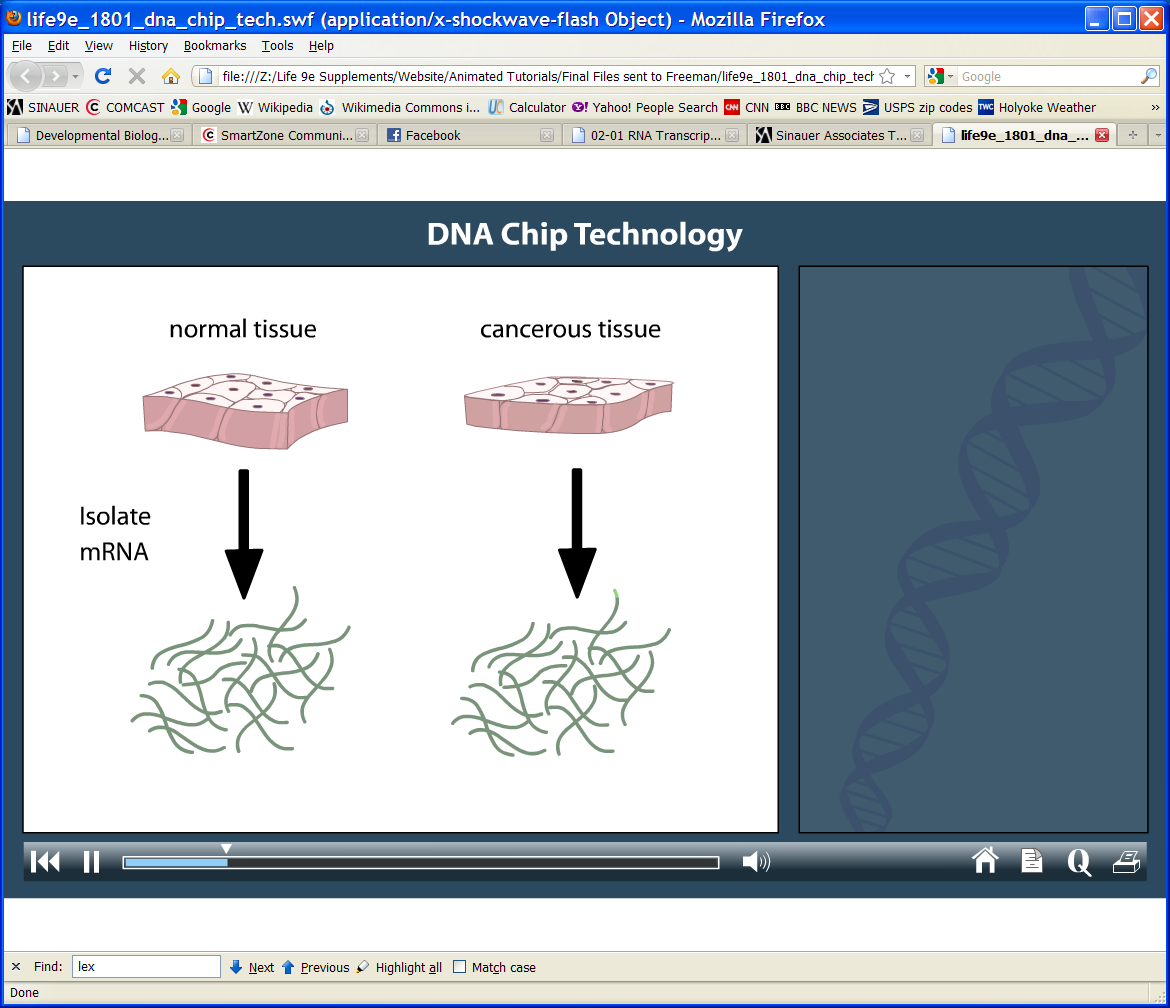 life9e_1801_dna_chip_tech.swf (application/x-shockwave-flash Object) - Mozilla Firefox
File Edit View History Bookmarks Tools Help
file:///Z:/Life 9e Supplements/Website/Animated Tutorials/Final Files sent to Freeman/life9e_1801_dna_chip_tech Google
SINAUER COMCAST Google Wikipedia Wikimedia Commons i... Calculator Yahoo! People Search CNN BBC NEWS USPS zip codes Holyoke Weather »
Developmental Biolog... SmartZone Communi... Facebook 02-01 RNA Transcrip... Sinauer Associates T... life9e_1801_dna_...
DNA Chip Technology
normal tissue cancerous tissue
Isolate
mRNA
Q
Find: lex Next Previous Highlight all Match case
Done